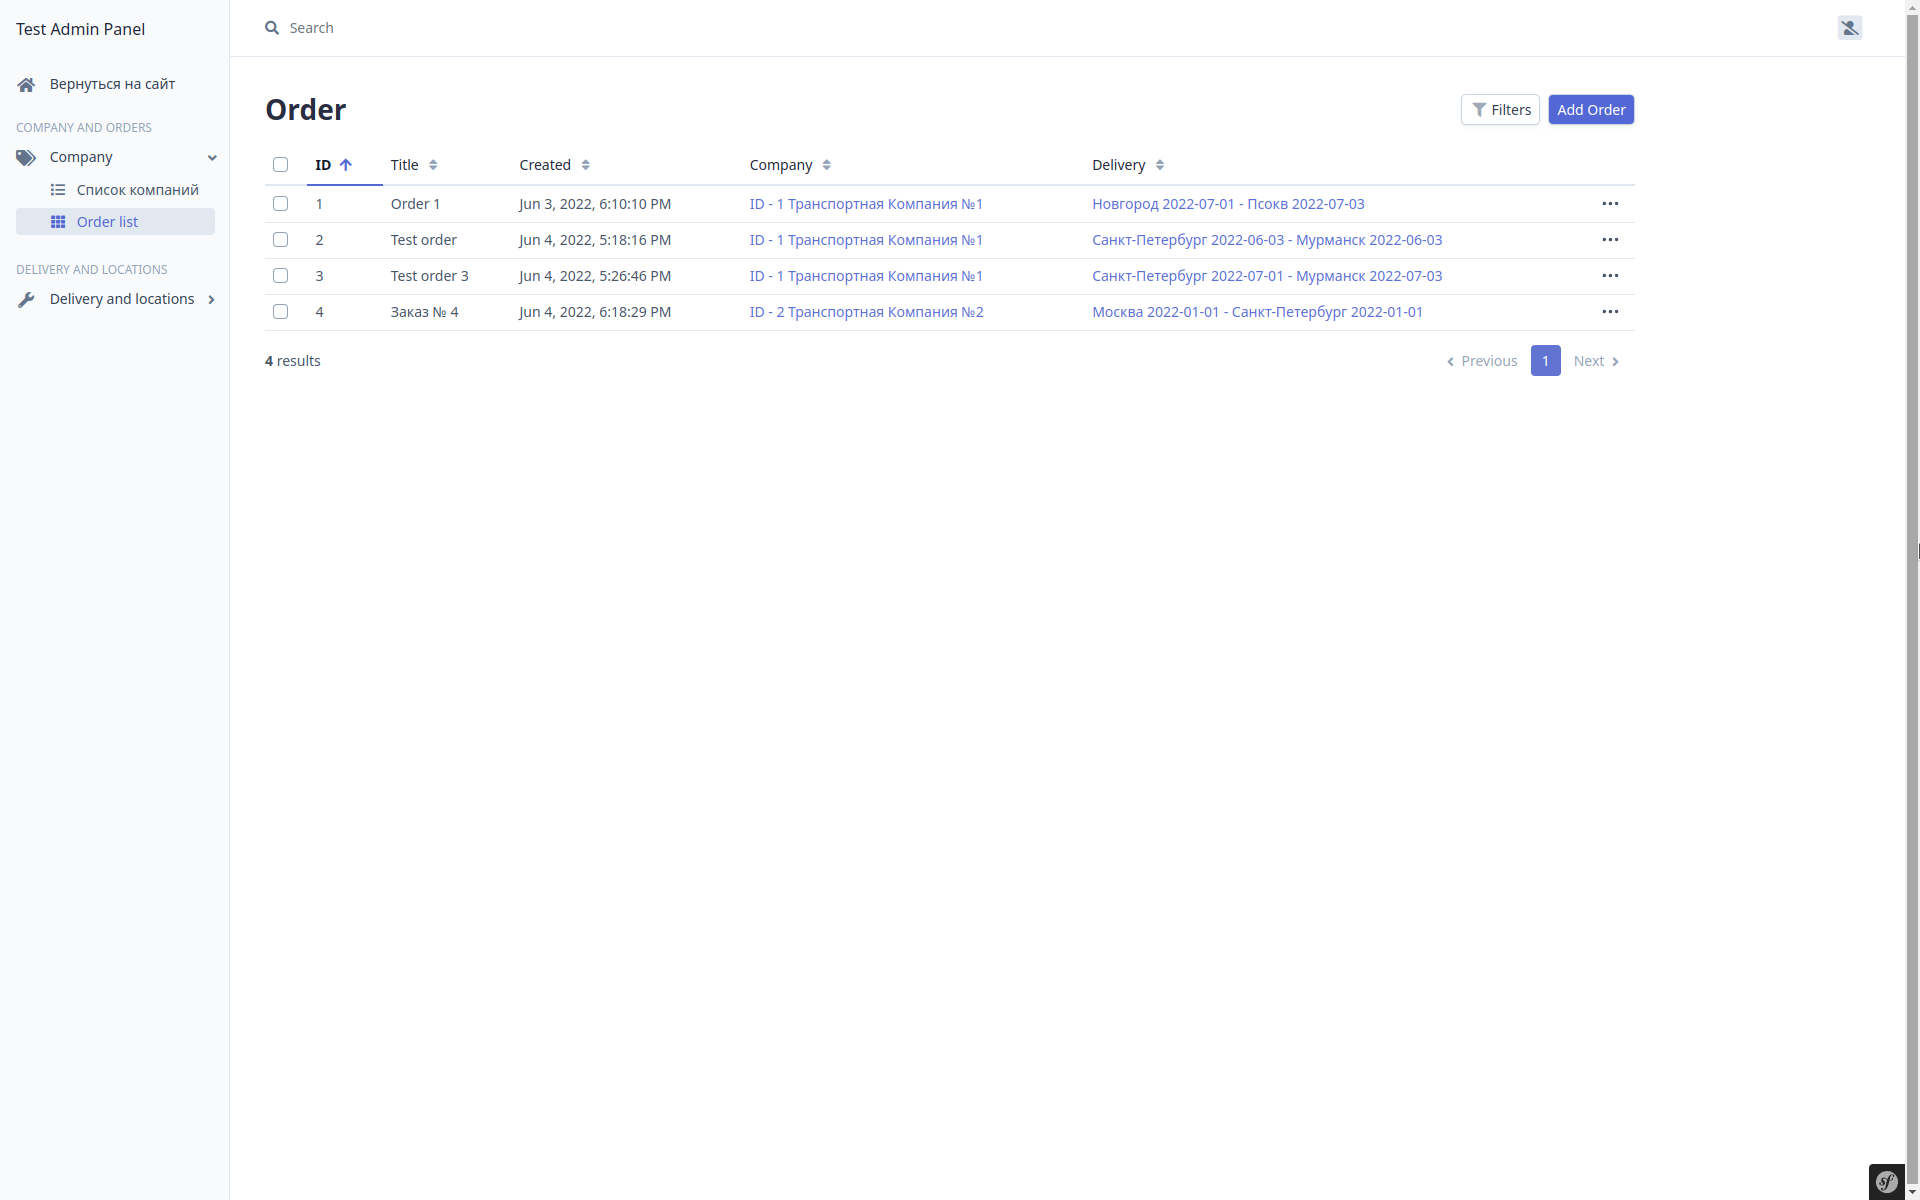 Test Admin Panel
Search
Вернуться на сайт
COMPANY AND ORDERS
Company
Список компаний
Order list
DELIVERY AND LOCATIONS
Delivery and locations
Order
Filters
Add Order
ID Title Created Company Delivery
1 Order 1 Jun 3, 2022, 6:10:10 PM ID - 1 Транспортная Компания №1 Новгород 2022-07-01 - Псокв 2022-07-03
2 Test order Jun 4, 2022, 5:18:16 PM ID - 1 Транспортная Компания №1 Санкт-Петербург 2022-06-03 - Мурманск 2022-06-03
3 Test order 3 Jun 4, 2022, 5:26:46 PM ID - 1 Транспортная Компания №1 Санкт-Петербург 2022-07-01 - Мурманск 2022-07-03
4 Заказ № 4 Jun 4, 2022, 6:18:29 PM ID - 2 Транспортная Компания №2 Москва 2022-01-01 - Санкт-Петербург 2022-01-01
4 results
Previous 1 Next
sf